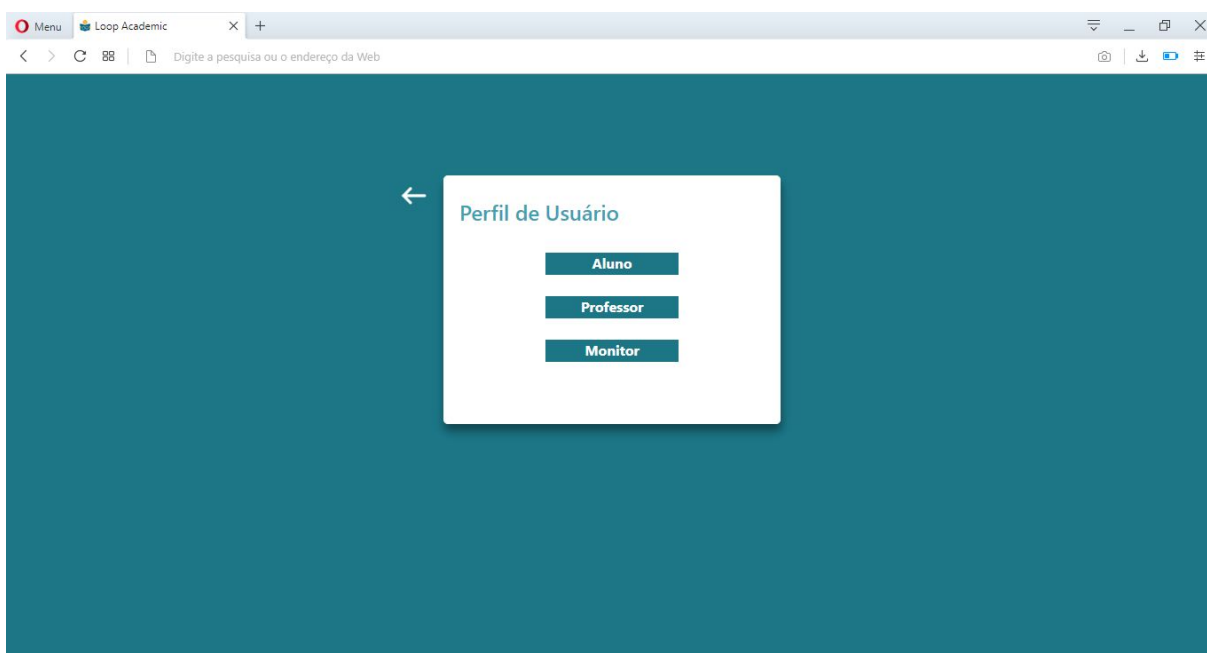 Menu
Loop Academic
Digite a pesquisa ou o endereço da Web
Perfil de Usuário
Aluno
Professor
Monitor